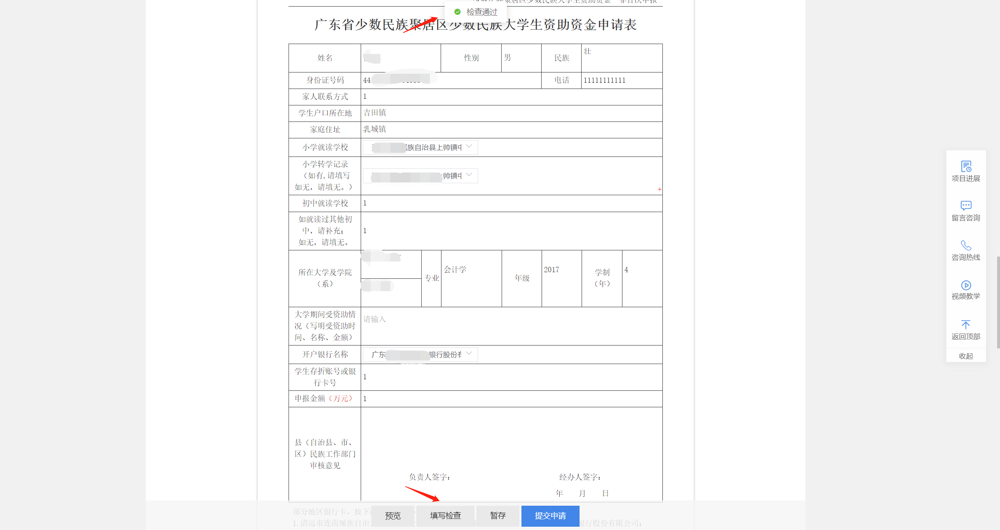 检查通过
广东省少数民族聚居区少数民族大学生资助资金申请表
姓名 性别 男 民族 壮
身份证号码 44 电话 11111111111
家人联系方式 1
学生户口所在地 吉田镇
家庭住址 乳城镇
小学就读学校 族自治县上帅镇中
小学转学记录
（如有,请填写
如无，请填无。） 帅镇中
+
初中就读学校 1
如就读过其他初
中，请补充；
如无，请填无。 1
所在大学及学院
（系） 专业 会计学 年级 2017 学制
（年） 4
大学期间受资助情
况（写明受资助时
间、名称、金额） 请输入
开户银行名称 广东 银行股份有
学生存折账号或银
行卡号 1
申报金额（万元） 1
县（自治县、市、
区）民族工作部门
审核意见
负责人签字： 经办人签字：
年 月 日
部分地区银行卡，按下
1.清远市连南瑶族自治 银行股份有限公司；
预览 填写检查 暂存 提交申请
项目进展
留言咨询
咨询热线
视频教学
返回顶部
收起